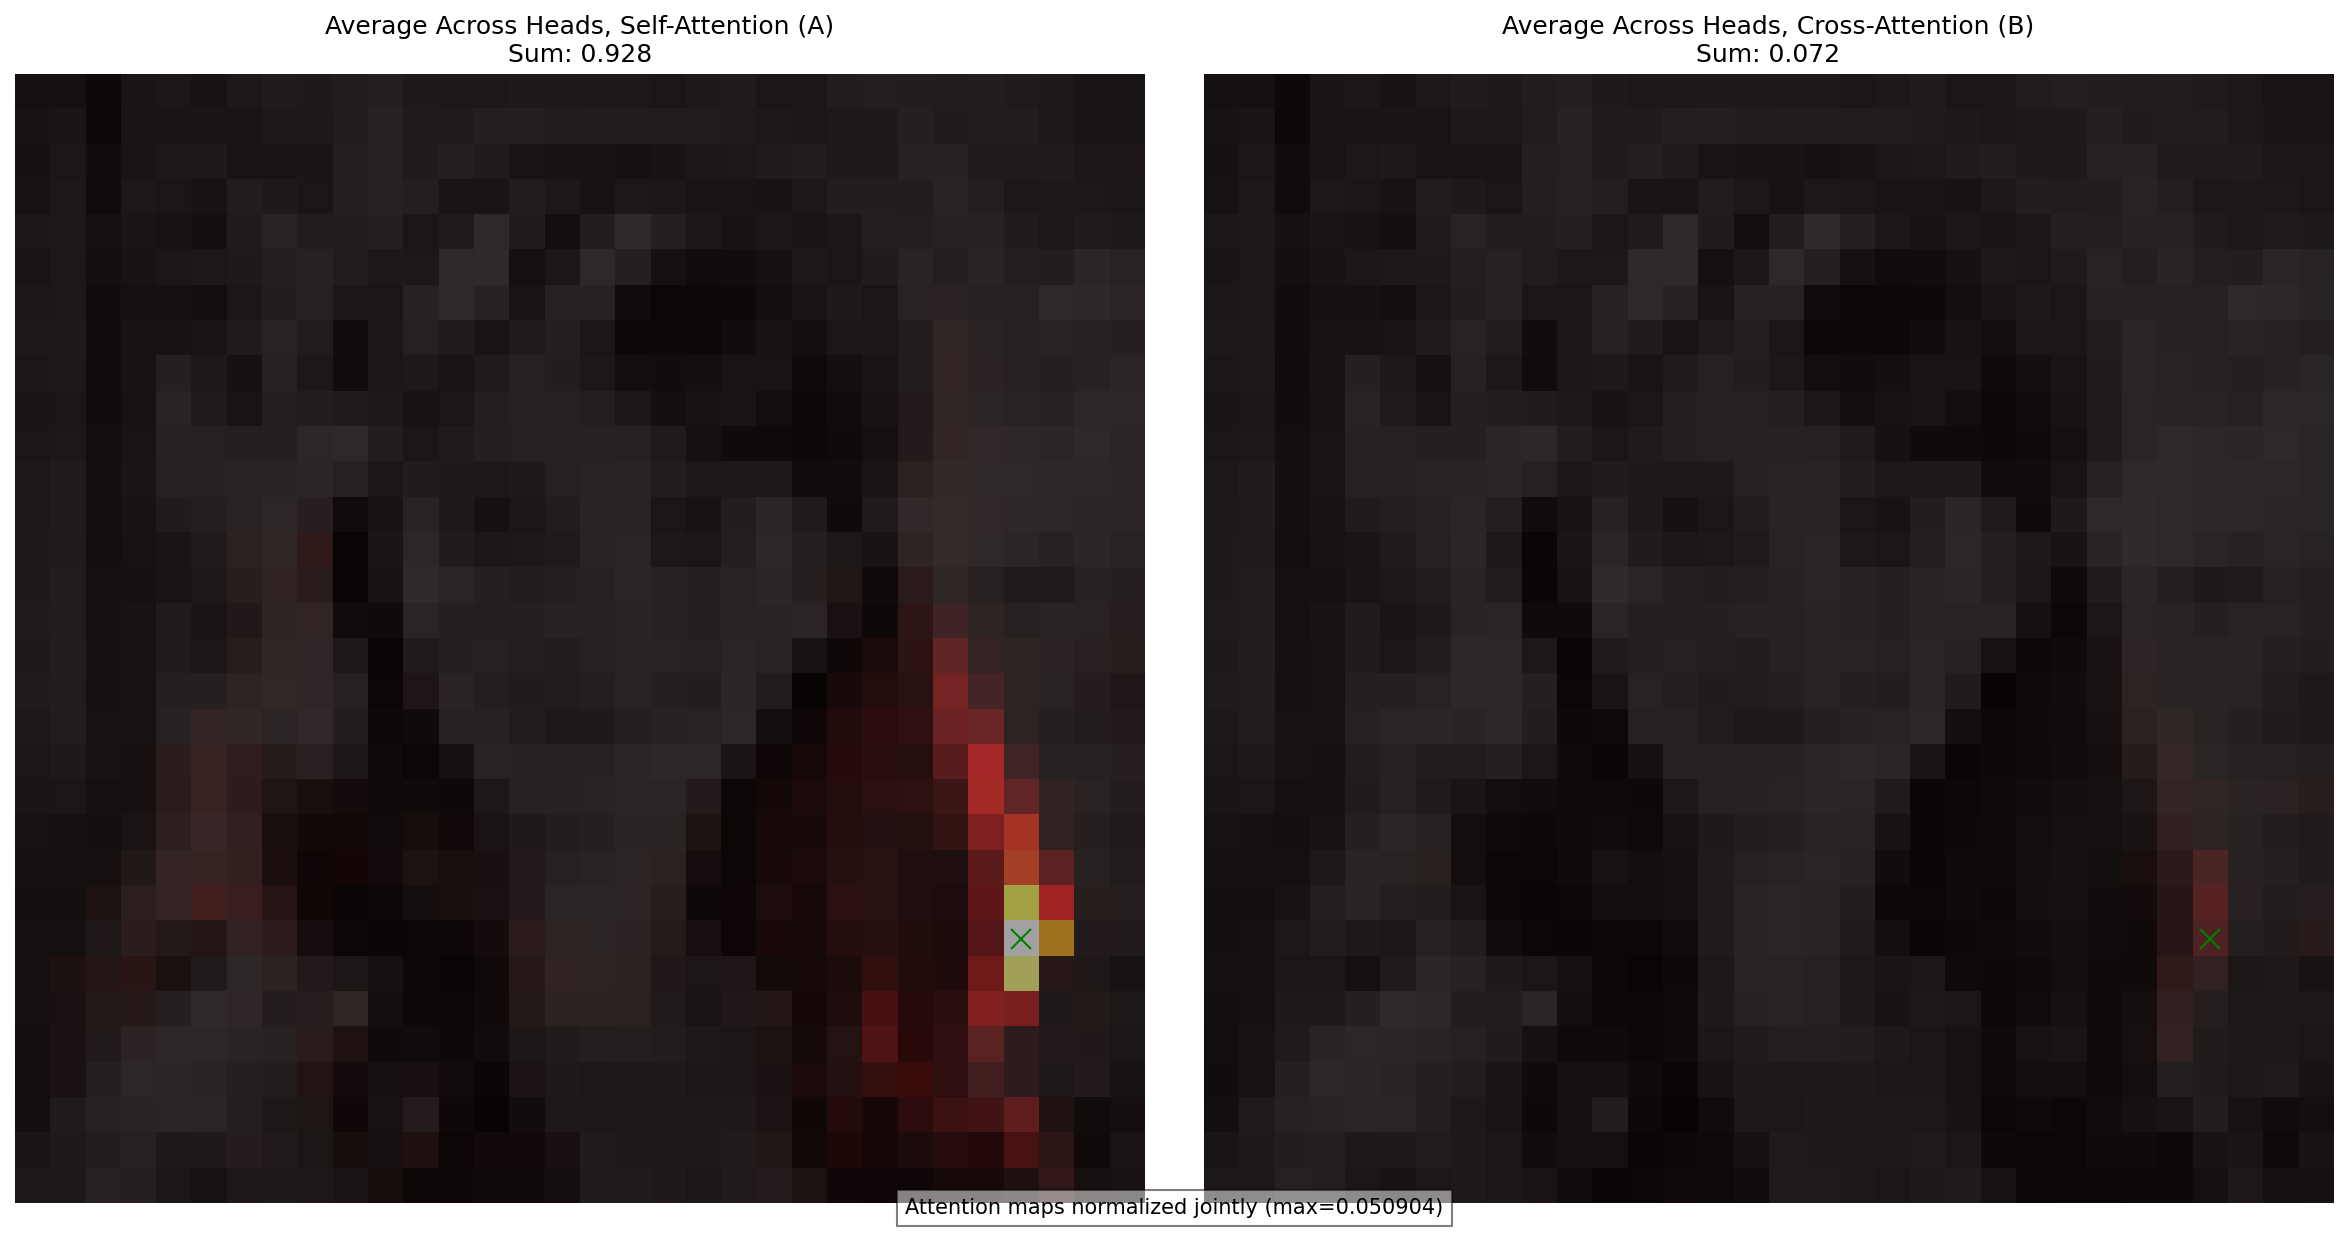 Average Across Heads, Self-Attention (A)
Sum: 0.928
Average Across Heads, Cross-Attention (B)
Sum: 0.072
Attention maps normalized jointly (max=0.050904)